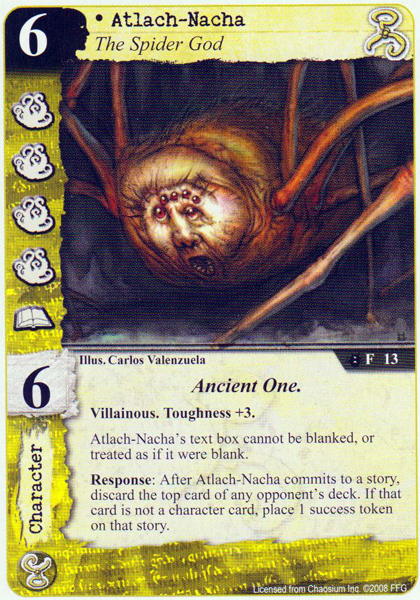 6
• Atlach-Nacha
The Spider God
Illus. Carlos Valenzuela
F 13
6
Ancient One.
Villainous. Toughness +3.
Atlach-Nacha's text box cannot be blanked, or
treated as if it were blank.
Response: After Atlach-Nacha commits to a story,
discard the top card of any opponent's deck. If that
card is not a character card, place 1 success token
on that story.
Character
Licensed from Chaosium Inc. ©2008 FFG